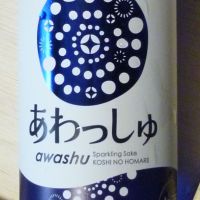 あわっしゅ
awashu
Sparkling Sake
KOSHI NO HOMARE